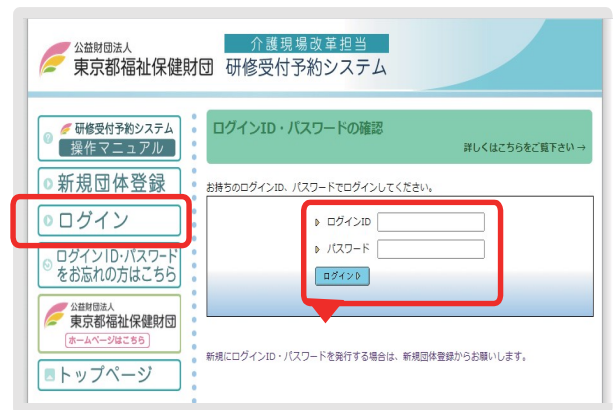 公益財団法人
東京都福祉保健財団
介護現場改革担当
研修受付予約システム
研修受付予約システム
操作マニュアル
新規団体登録
ログイン
ログインID・パスワード
をお忘れの方はこちら
公益財団法人
東京都福祉保健財団
ホームページはこちら
トップページ
ログインID・パスワードの確認
詳しくはこちらをご覧下さい→
お持ちのログインID、パスワードでログインしてください。
ログインID
パスワード
ログイン
新規にログインID・パスワードを発行する場合は、新規団体登録からお願いします。